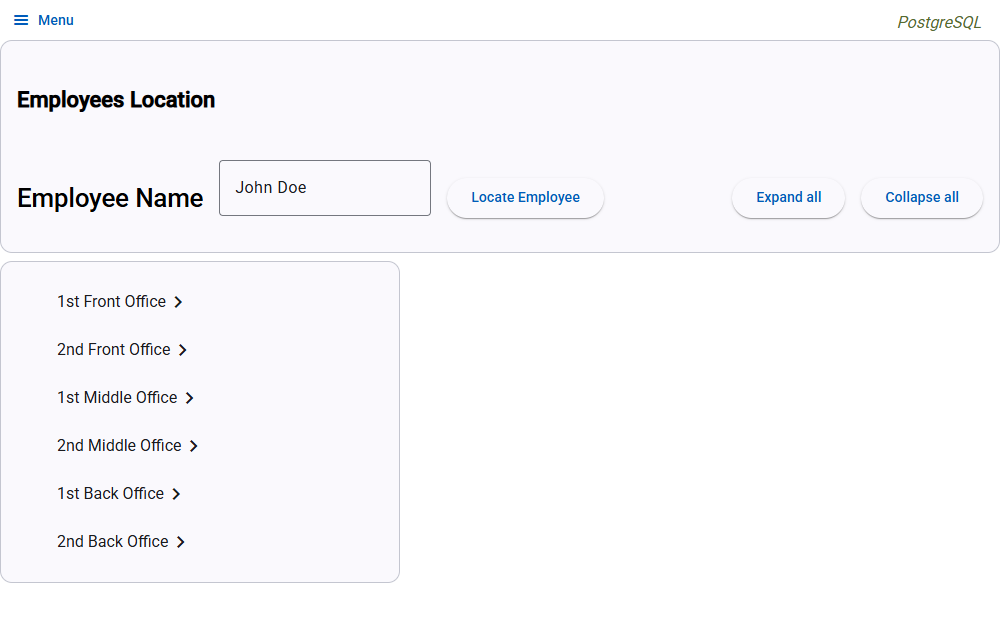 Menu
PostgreSQL
Employees Location
Employee Name
John Doe
Locate Employee
Expand all
Collapse all
1st Front Office
2nd Front Office
1st Middle Office
2nd Middle Office
1st Back Office
2nd Back Office